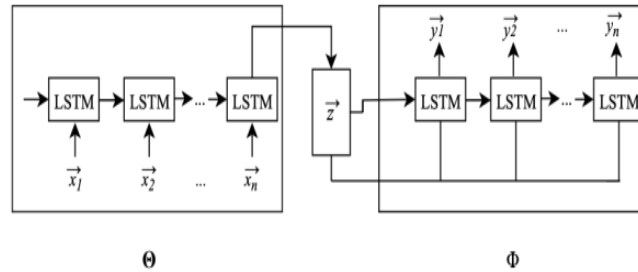 y1 y2 ... yn
LSTM LSTM ... LSTM z LSTM LSTM ... LSTM
x1 x2 ... xn
Θ Φ